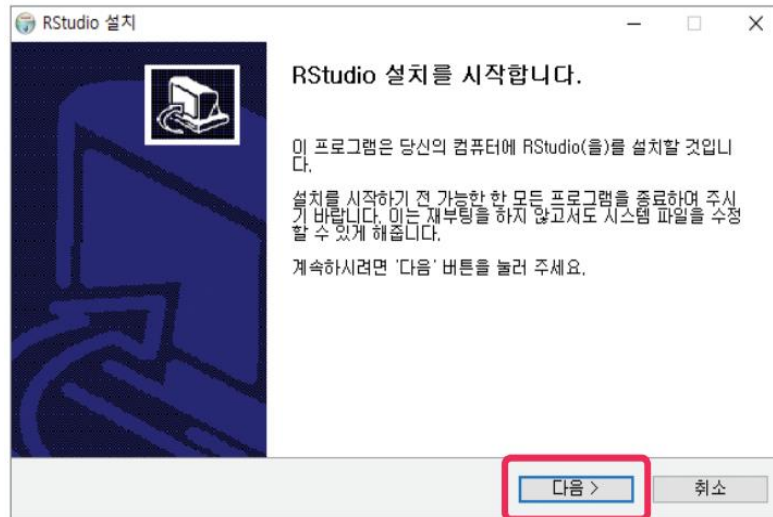 RStudio 설치
RStudio 설치를 시작합니다.
이 프로그램은 당신의 컴퓨터에 RStudio(을)를 설치할 것입니
다.
설치를 시작하기 전 가능한 한 모든 프로그램을 종료하여 주시
기 바랍니다. 이는 재부팅을 하지 않고서도 시스템 파일을 수정
할 수 있게 해줍니다.
계속하시려면 '다음' 버튼을 눌러 주세요.
다음 >
취소